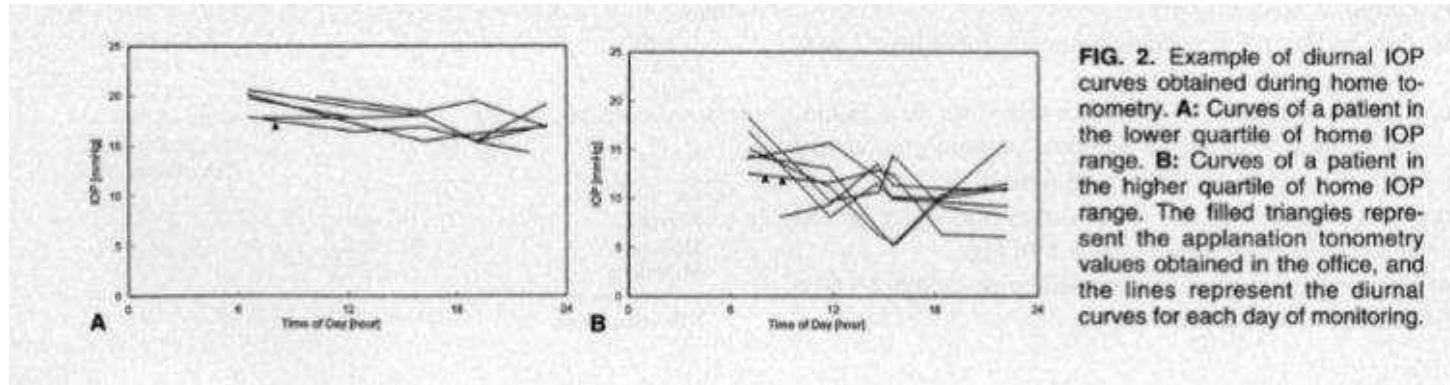 25
20
15
10
5
0
IOP [mmHg]
0 6 12 18 24
Time of Day [hour]
A
25
20
15
10
5
0
IOP [mmHg]
0 6 12 18 24
Time of Day [hour]
B
FIG. 2. Example of diurnal IOP
curves obtained during home to-
nometry. A: Curves of a patient in
the lower quartile of home IOP
range. B: Curves of a patient in
the higher quartile of home IOP
range. The filled triangles repre-
sent the applanation tonometry
values obtained in the office, and
the lines represent the diurnal
curves for each day of monitoring.